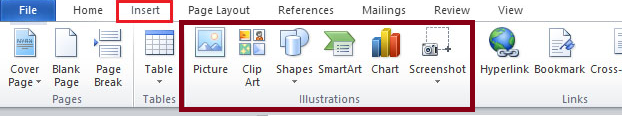 File Home Insert Page Layout References Mailings Review View
Cover Blank Page Table Picture Clip Shapes SmartArt Chart Screenshot Hyperlink Bookmark Cross-
Page Page Break Art
Pages Tables Illustrations Links